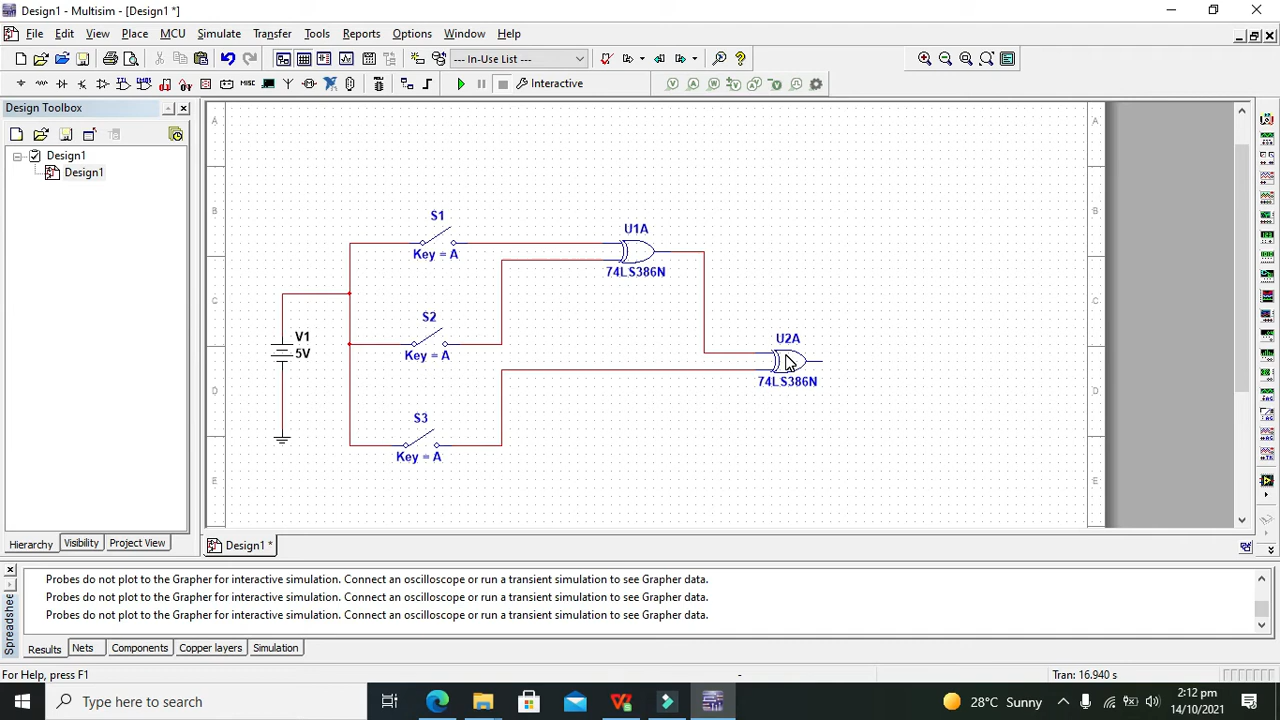 Design1 - Multisim - [Design1 *]
File Edit View Place MCU Simulate Transfer Tools Reports Options Window Help
--- In-Use List ---
MISC Interactive
Design Toolbox
Design1
Design1
A A
B B
C C
D D
E E
S1
Key = A
U1A
74LS386N
V1
5V
S2
Key = A
U2A
74LS386N
S3
Key = A
Hierarchy Visibility Project View
Design1 *
Spreadshee
Probes do not plot to the Grapher for interactive simulation. Connect an oscilloscope or run a transient simulation to see Grapher data.
Probes do not plot to the Grapher for interactive simulation. Connect an oscilloscope or run a transient simulation to see Grapher data.
Probes do not plot to the Grapher for interactive simulation. Connect an oscilloscope or run a transient simulation to see Grapher data.
Results Nets Components Copper layers Simulation
For Help, press F1
- Tran: 16.940 s
Type here to search
28°C Sunny
2:12 pm
14/10/2021